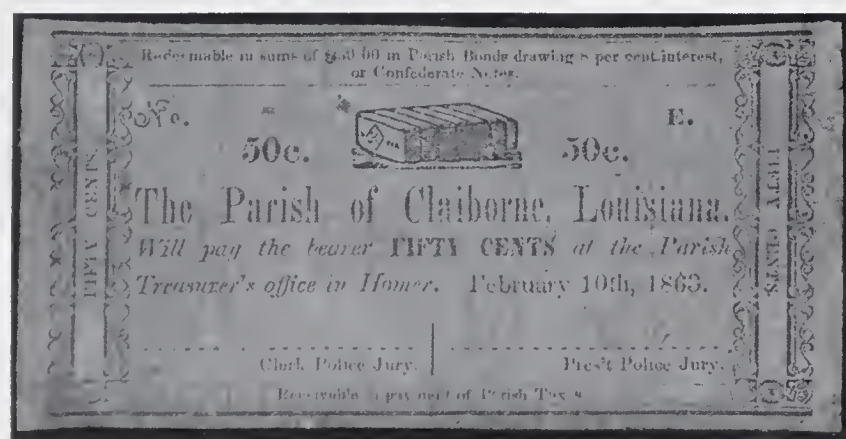 Redeemable in sums of $50 00 in Parish Bonds drawing 8 per cent.interest,
or Confederate Notes.
No. E.
50c. 50c.
The Parish of Claiborne, Louisiana.
Will pay the bearer FIFTY CENTS at the Parish
Treasurer's office in Homer. February 10th, 1863.
Clerk Police Jury. Pres't Police Jury.
Receivable in payment of Parish Taxes
FIFTY CENTS.
FIFTY CENTS.